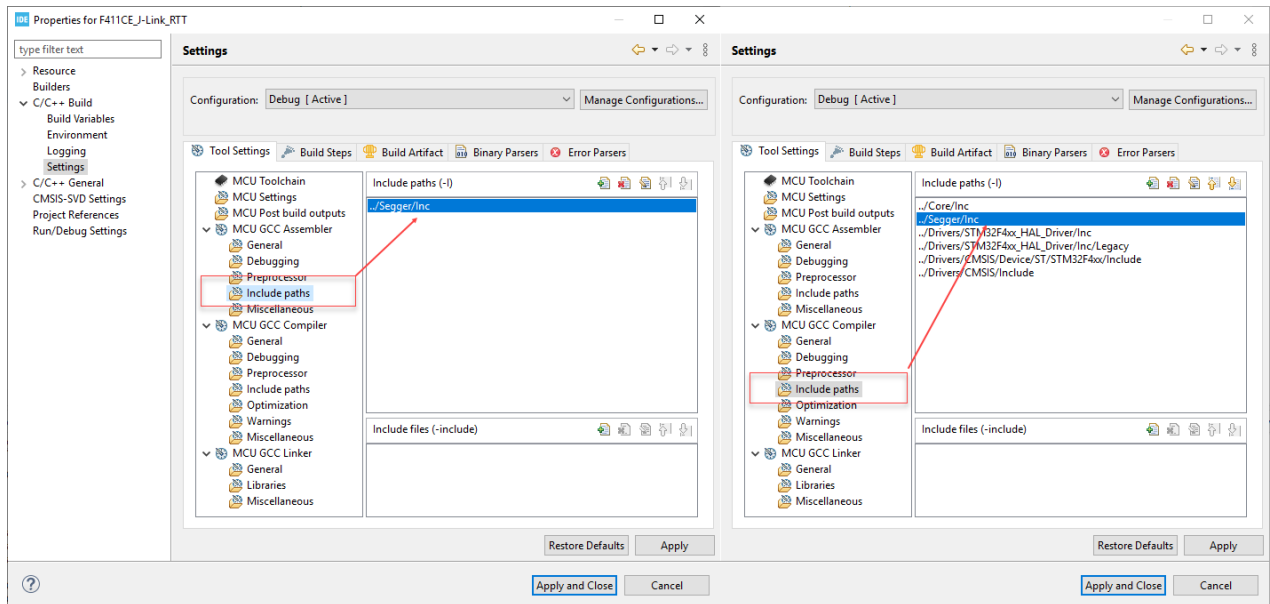 IDE Properties for F411CE_J-Link_RTT
type filter text
Resource
Builders
C/C++ Build
Build Variables
Environment
Logging
Settings
C/C++ General
CMSIS-SVD Settings
Project References
Run/Debug Settings
Settings
Configuration: Debug [ Active ]
Manage Configurations...
Tool Settings Build Steps Build Artifact Binary Parsers Error Parsers
MCU Toolchain
MCU Settings
MCU Post build outputs
MCU GCC Assembler
General
Debugging
Preprocessor
Include paths
Miscellaneous
MCU GCC Compiler
General
Debugging
Preprocessor
Include paths
Optimization
Warnings
Miscellaneous
MCU GCC Linker
General
Libraries
Miscellaneous
Include paths (-I)
../Segger/Inc
Include files (-include)
Restore Defaults Apply
Apply and Close Cancel
Settings
Configuration: Debug [ Active ]
Manage Configurations...
Tool Settings Build Steps Build Artifact Binary Parsers Error Parsers
MCU Toolchain
MCU Settings
MCU Post build outputs
MCU GCC Assembler
General
Debugging
Preprocessor
Include paths
Miscellaneous
MCU GCC Compiler
General
Debugging
Preprocessor
Include paths
Optimization
Warnings
Miscellaneous
MCU GCC Linker
General
Libraries
Miscellaneous
Include paths (-I)
../Core/Inc
../Segger/Inc
../Drivers/STM32F4xx_HAL_Driver/Inc
../Drivers/STM32F4xx_HAL_Driver/Inc/Legacy
../Drivers/CMSIS/Device/ST/STM32F4xx/Include
../Drivers/CMSIS/Include
Include files (-include)
Restore Defaults Apply
Apply and Close Cancel